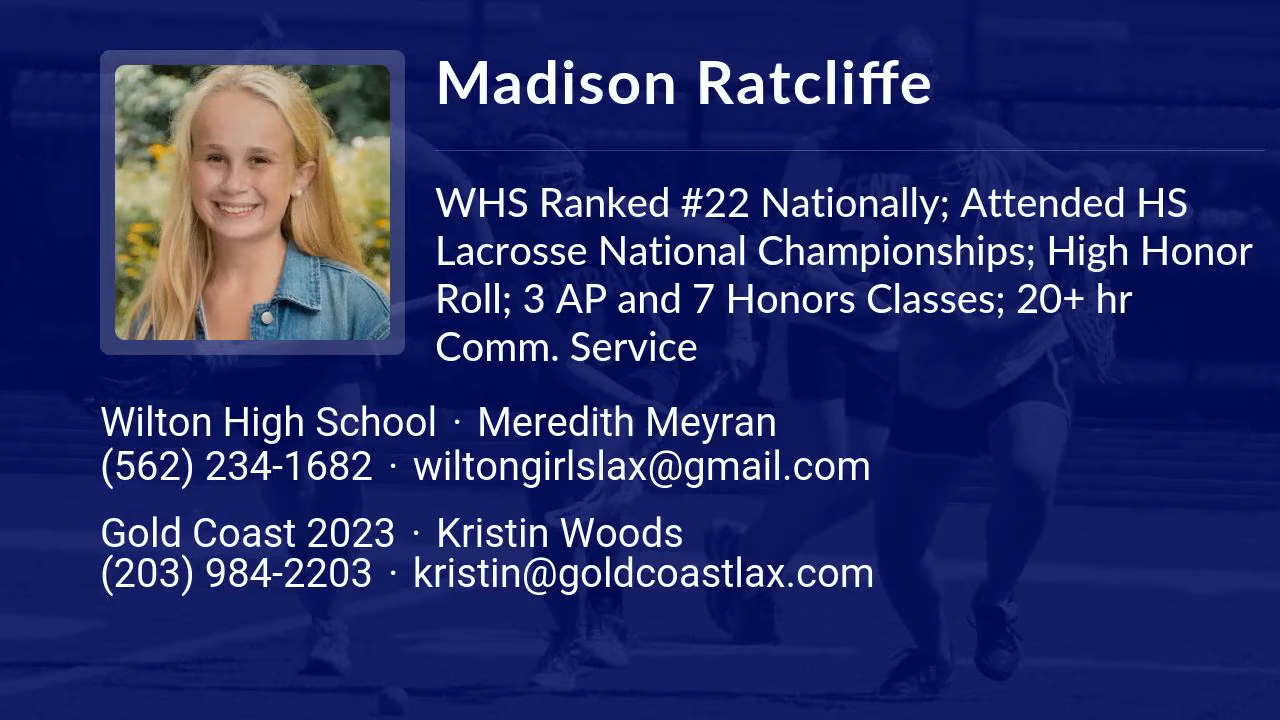 Madison Ratcliffe
WHS Ranked #22 Nationally; Attended HS
Lacrosse National Championships; High Honor
Roll; 3 AP and 7 Honors Classes; 20+ hr
Comm. Service
Wilton High School · Meredith Meyran
(562) 234-1682 · wiltongirlslax@gmail.com
Gold Coast 2023 · Kristin Woods
(203) 984-2203 · kristin@goldcoastlax.com